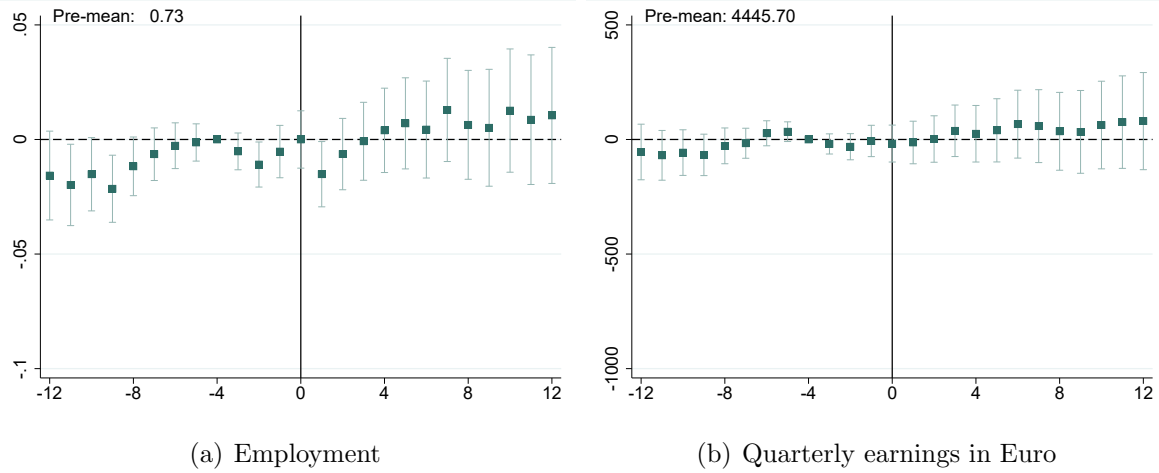 Pre-mean: 0.73
.05
0
-.05
-.1
-12 -8 -4 0 4 8 12
(a) Employment
Pre-mean: 4445.70
500
0
-500
-1000
-12 -8 -4 0 4 8 12
(b) Quarterly earnings in Euro